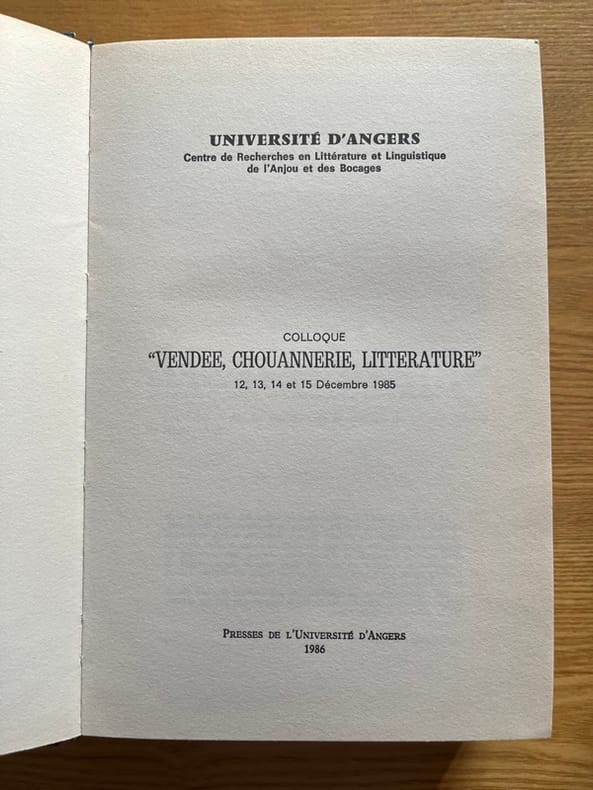 UNIVERSITÉ D'ANGERS
Centre de Recherches en Littérature et Linguistique
de l'Anjou et des Bocages
COLLOQUE
“VENDEE, CHOUANNERIE, LITTERATURE”
12, 13, 14 et 15 Décembre 1985
PRESSES DE L'UNIVERSITÉ D'ANGERS
1986